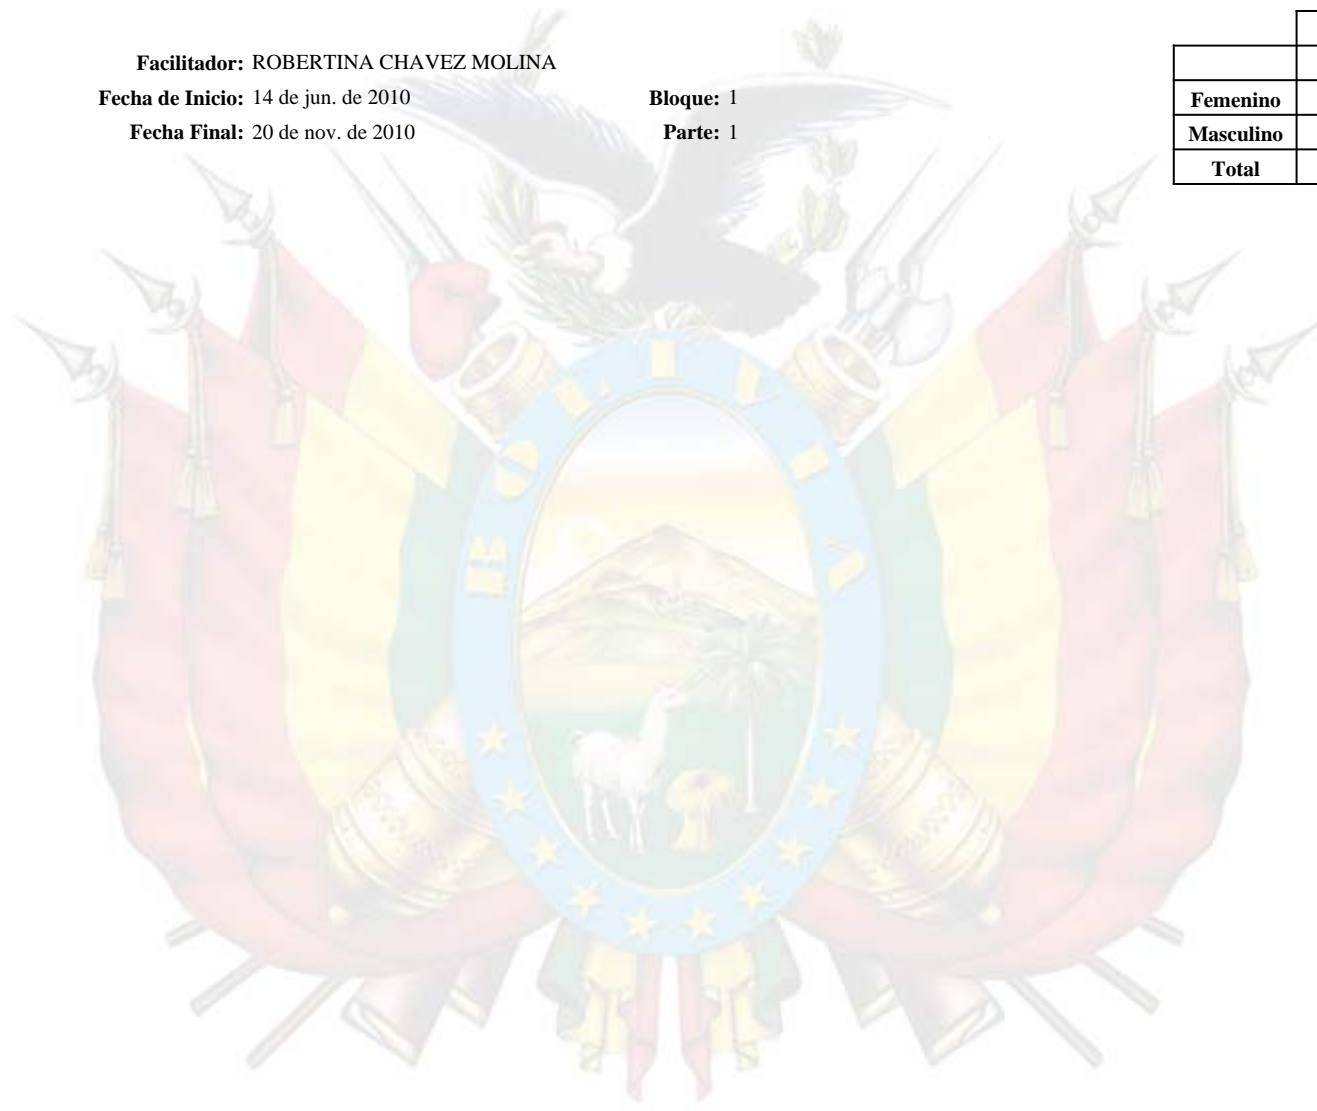 Facilitador: ROBERTINA CHAVEZ MOLINA
Fecha de Inicio: 14 de jun. de 2010 Bloque: 1
Fecha Final: 20 de nov. de 2010 Parte: 1
Femenino
Masculino
Total
BOLIVIA